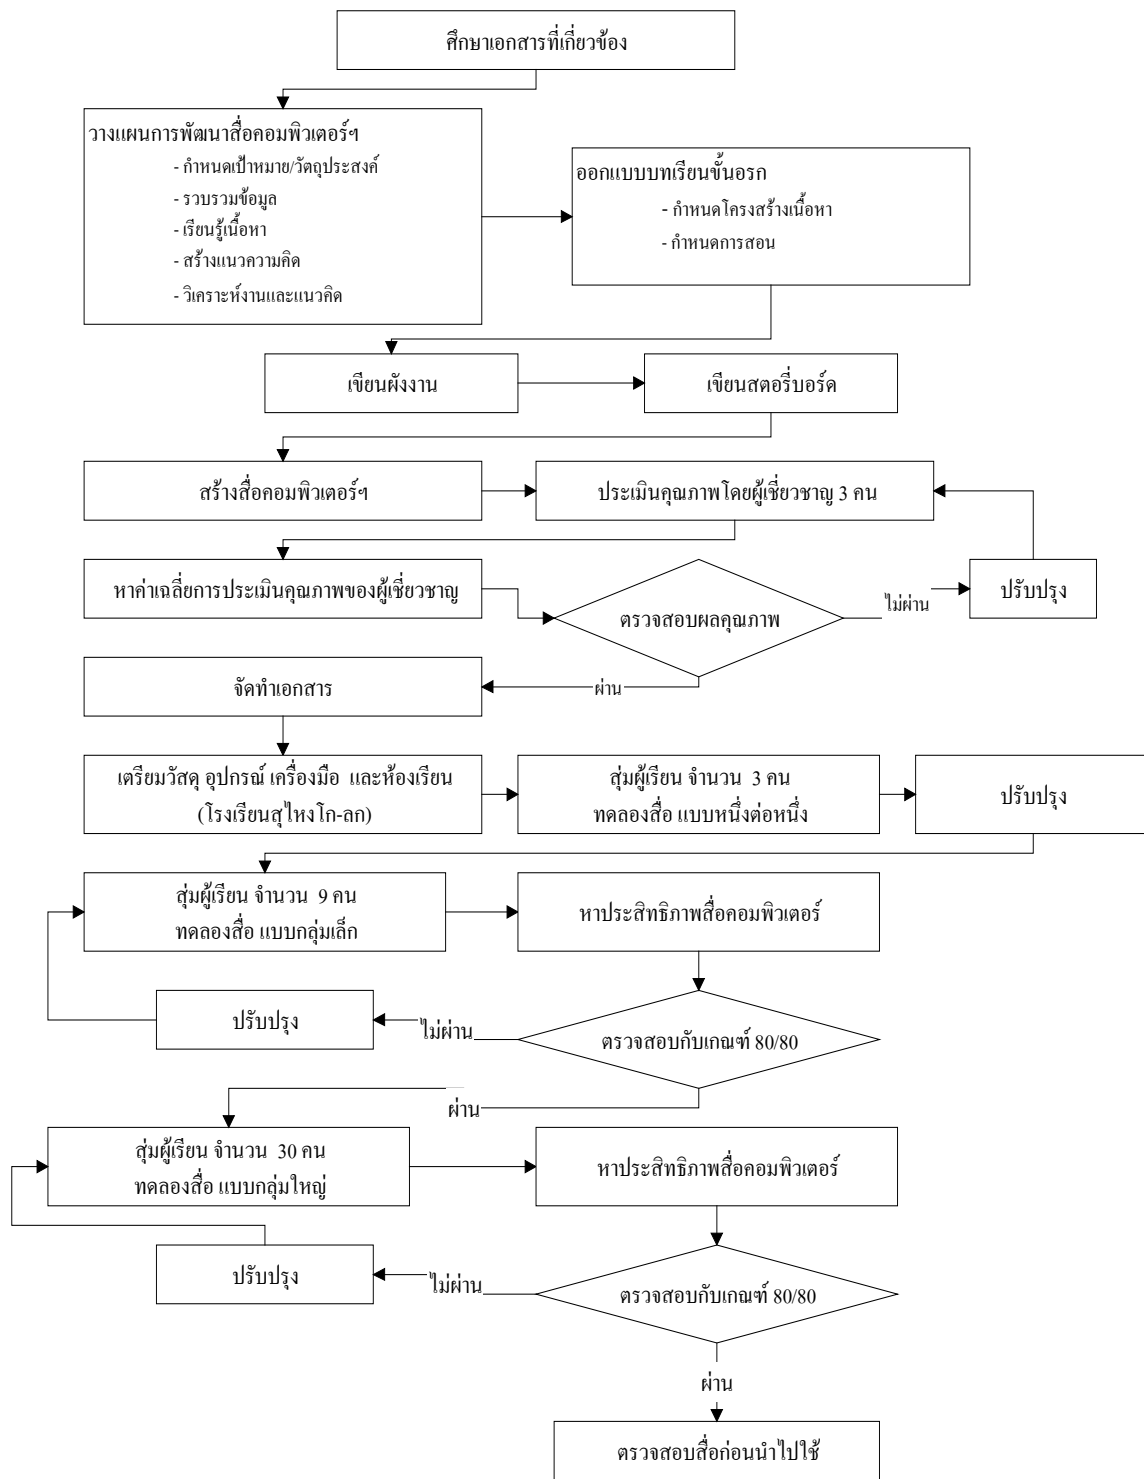 ศึกษาเอกสารที่เกี่ยวข้อง
วางแผนการพัฒนาสื่อคอมพิวเตอร์ฯ
- กำหนดเป้าหมาย/วัตถุประสงค์
- รวบรวมข้อมูล
- เรียนรู้เนื้อหา
- สร้างแนวความคิด
- วิเคราะห์งานและแนวคิด
ออกแบบบทเรียนขั้นอรก
- กำหนดโครงสร้างเนื้อหา
- กำหนดการสอน
เขียนผังงาน
เขียนสตอรี่บอร์ด
สร้างสื่อคอมพิวเตอร์ฯ
ประเมินคุณภาพโดยผู้เชี่ยวชาญ 3 คน
หาค่าเฉลี่ยการประเมินคุณภาพของผู้เชี่ยวชาญ
ตรวจสอบผลคุณภาพ
ไม่ผ่าน
ปรับปรุง
จัดทำเอกสาร
ผ่าน
เตรียมวัสดุ อุปกรณ์ เครื่องมือ และห้องเรียน
(โรงเรียนสุไหงโก-ลก)
สุ่มผู้เรียน จำนวน 3 คน
ทดลองสื่อ แบบหนึ่งต่อหนึ่ง
ปรับปรุง
สุ่มผู้เรียน จำนวน 9 คน
ทดลองสื่อ แบบกลุ่มเล็ก
หาประสิทธิภาพสื่อคอมพิวเตอร์
ปรับปรุง
ไม่ผ่าน
ตรวจสอบกับเกณฑ์ 80/80
ผ่าน
สุ่มผู้เรียน จำนวน 30 คน
ทดลองสื่อ แบบกลุ่มใหญ่
หาประสิทธิภาพสื่อคอมพิวเตอร์
ปรับปรุง
ไม่ผ่าน
ตรวจสอบกับเกณฑ์ 80/80
ผ่าน
ตรวจสอบสื่อก่อนนำไปใช้